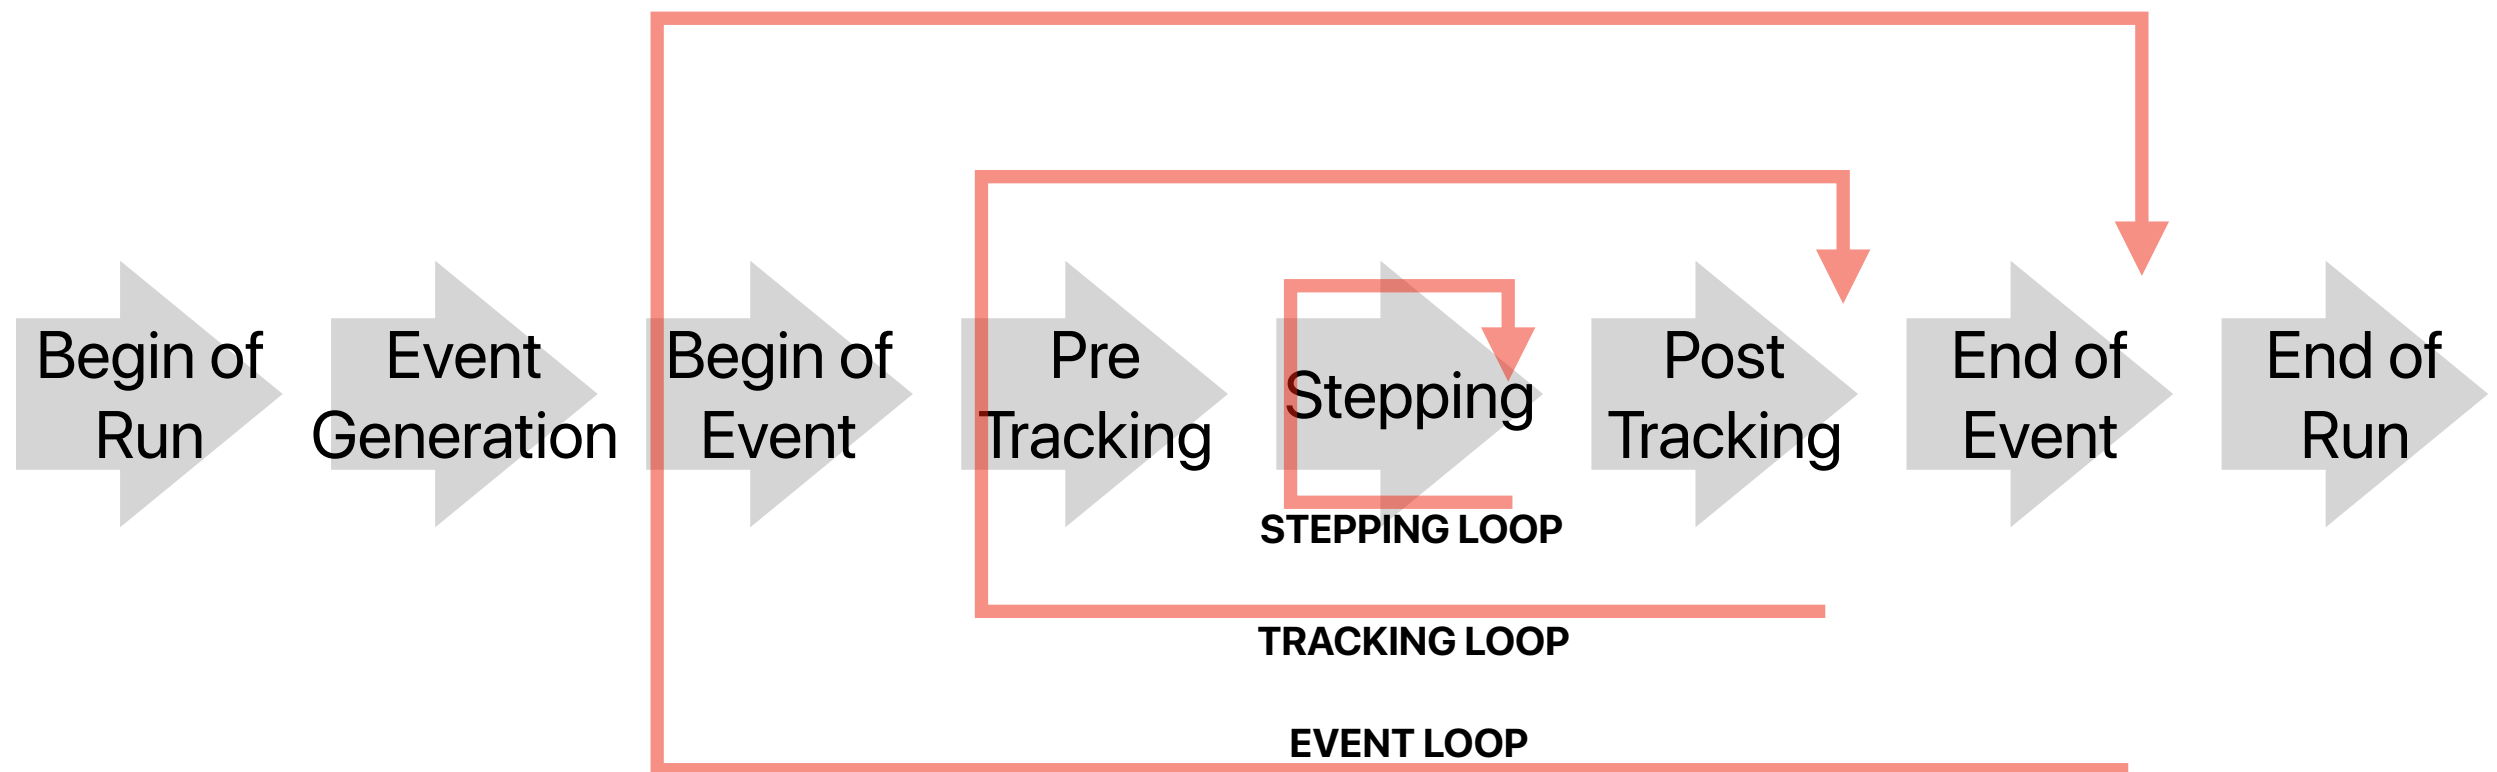 Begin of
Run
Event
Generation
Begin of
Event
Pre
Tracking
Stepping
Post
Tracking
End of
Event
End of
Run
STEPPING LOOP
TRACKING LOOP
EVENT LOOP